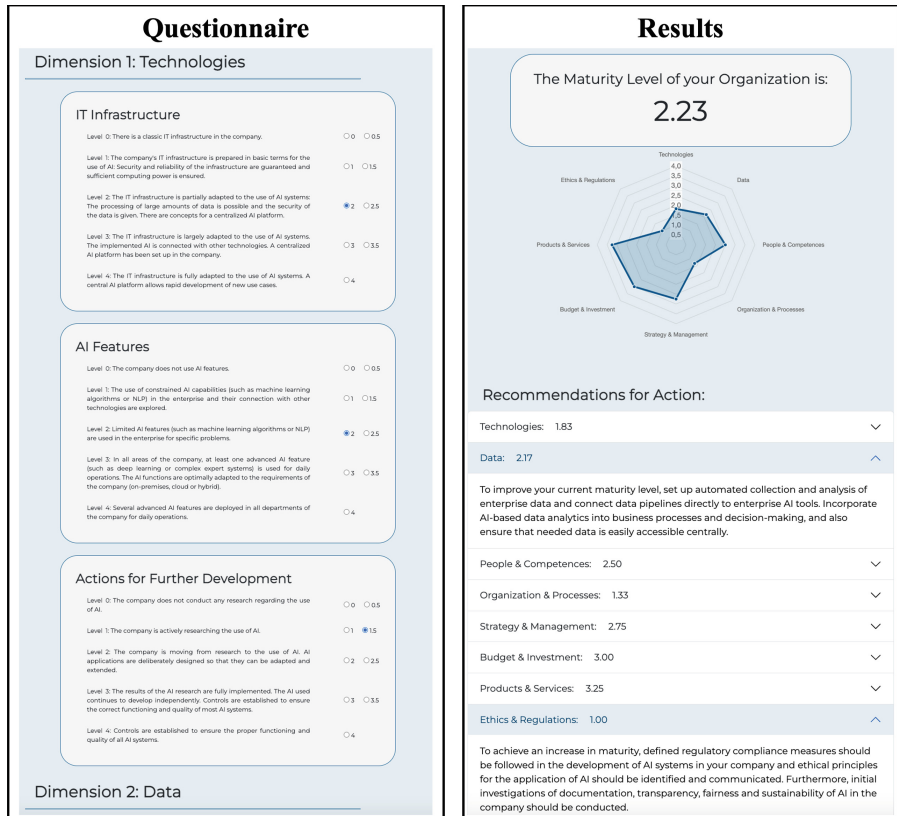 Questionnaire
Dimension 1: Technologies
IT Infrastructure
Level 0: There is a classic IT infrastructure in the company.
0 0.5
Level 1: The company's IT infrastructure is prepared in basic terms for the
use of AI: Security and reliability of the infrastructure are guaranteed and
sufficient computing power is ensured.
1 1.5
Level 2: The IT infrastructure is partially adapted to the use of AI systems:
The processing of large amounts of data is possible and the security of
the data is given. There are concepts for a centralized AI platform.
2 2.5
Level 3: The IT infrastructure is largely adapted to the use of AI systems.
The implemented AI is connected with other technologies. A centralized
AI platform has been set up in the company.
3 3.5
Level 4: The IT infrastructure is fully adapted to the use of AI systems. A
central AI platform allows rapid development of new use cases.
4
AI Features
Level 0: The company does not use AI features.
0 0.5
Level 1: The use of constrained AI capabilities (such as machine learning
algorithms or NLP) in the enterprise and their connection with other
technologies are explored.
1 1.5
Level 2: Limited AI features (such as machine learning algorithms or NLP)
are used in the enterprise for specific problems.
2 2.5
Level 3: In all areas of the company, at least one advanced AI feature
(such as deep learning or complex expert systems) is used for daily
operations. The AI functions are optimally adapted to the requirements of
the company (on-premises, cloud or hybrid).
3 3.5
Level 4: Several advanced AI features are deployed in all departments of
the company for daily operations.
4
Actions for Further Development
Level 0: The company does not conduct any research regarding the use
of AI.
0 0.5
Level 1: The company is actively researching the use of AI.
1 1.5
Level 2: The company is moving from research to the use of AI. AI
applications are deliberately designed so that they can be adapted and
extended.
2 2.5
Level 3: The results of the AI research are fully implemented. The AI used
continues to develop independently. Controls are established to ensure
the correct functioning and quality of most AI systems.
3 3.5
Level 4: Controls are established to ensure the proper functioning and
quality of all AI systems.
4
Dimension 2: Data
Results
The Maturity Level of your Organization is:
2.23
Technologies
4,0
3,5
3,0
2,5
2,0
1,5
1,0
0,5
Ethics & Regulations
Data
Products & Services
People & Competences
Budget & Investment
Organization & Processes
Strategy & Management
Recommendations for Action:
Technologies: 1.83
Data: 2.17
To improve your current maturity level, set up automated collection and analysis of
enterprise data and connect data pipelines directly to enterprise AI tools. Incorporate
AI-based data analytics into business processes and decision-making, and also
ensure that needed data is easily accessible centrally.
People & Competences: 2.50
Organization & Processes: 1.33
Strategy & Management: 2.75
Budget & Investment: 3.00
Products & Services: 3.25
Ethics & Regulations: 1.00
To achieve an increase in maturity, defined regulatory compliance measures should
be followed in the development of AI systems in your company and ethical principles
for the application of AI should be identified and communicated. Furthermore, initial
investigations of documentation, transparency, fairness and sustainability of AI in the
company should be conducted.